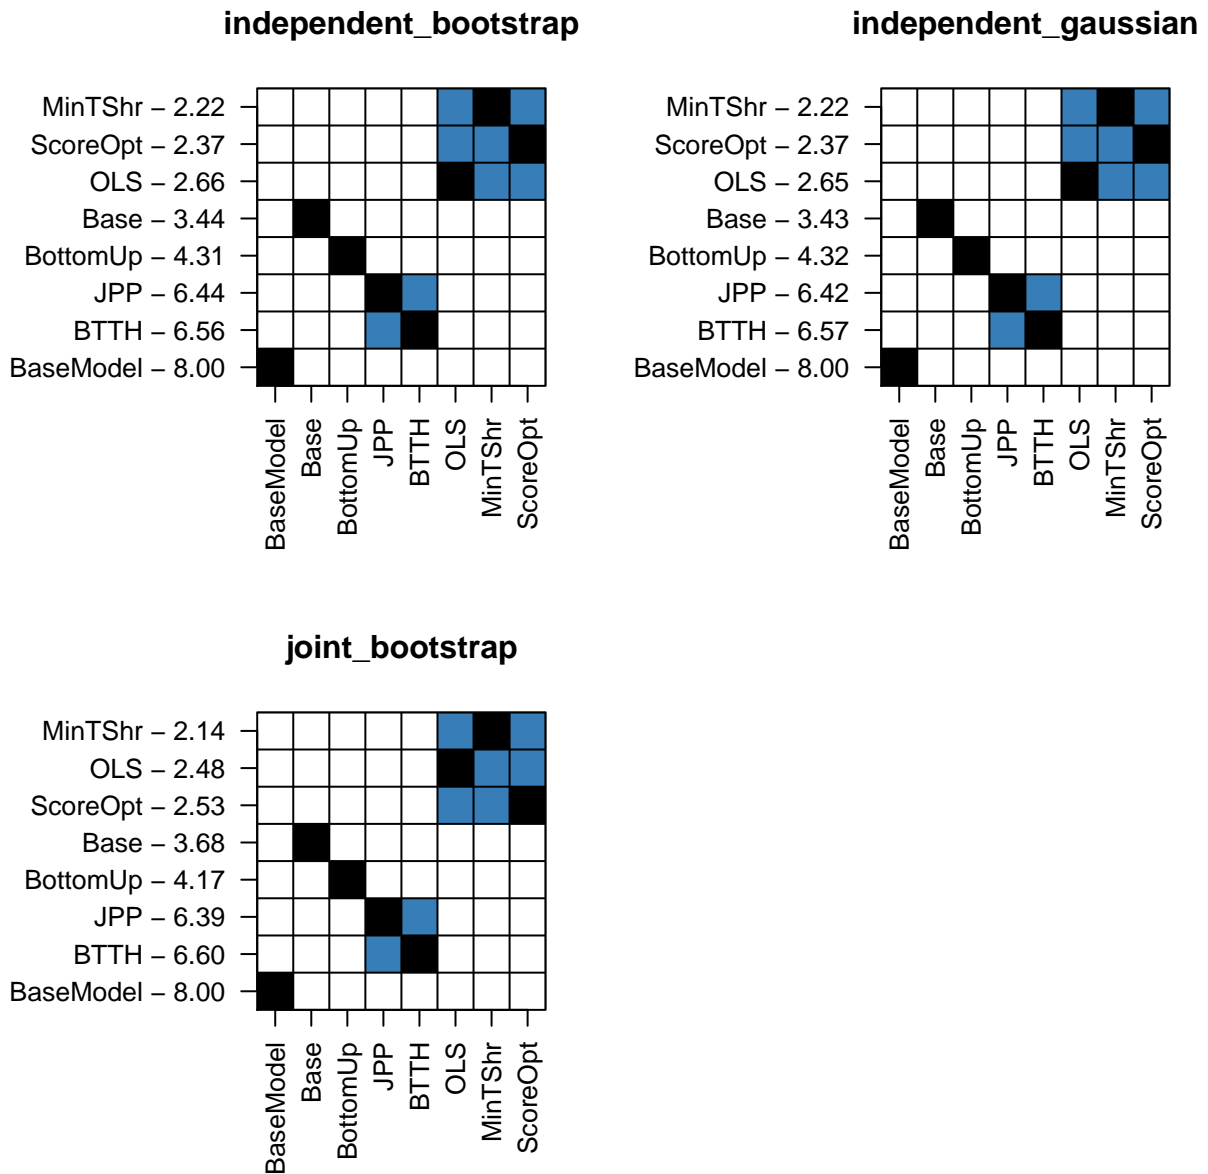 independent_bootstrap
MinTShr − 2.22
ScoreOpt − 2.37
OLS − 2.66
Base − 3.44
BottomUp − 4.31
JPP − 6.44
BTTH − 6.56
BaseModel − 8.00
BaseModel
Base
BottomUp
JPP
BTTH
OLS
MinTShr
ScoreOpt
independent_gaussian
MinTShr − 2.22
ScoreOpt − 2.37
OLS − 2.65
Base − 3.43
BottomUp − 4.32
JPP − 6.42
BTTH − 6.57
BaseModel − 8.00
BaseModel
Base
BottomUp
JPP
BTTH
OLS
MinTShr
ScoreOpt
joint_bootstrap
MinTShr − 2.14
OLS − 2.48
ScoreOpt − 2.53
Base − 3.68
BottomUp − 4.17
JPP − 6.39
BTTH − 6.60
BaseModel − 8.00
BaseModel
Base
BottomUp
JPP
BTTH
OLS
MinTShr
ScoreOpt